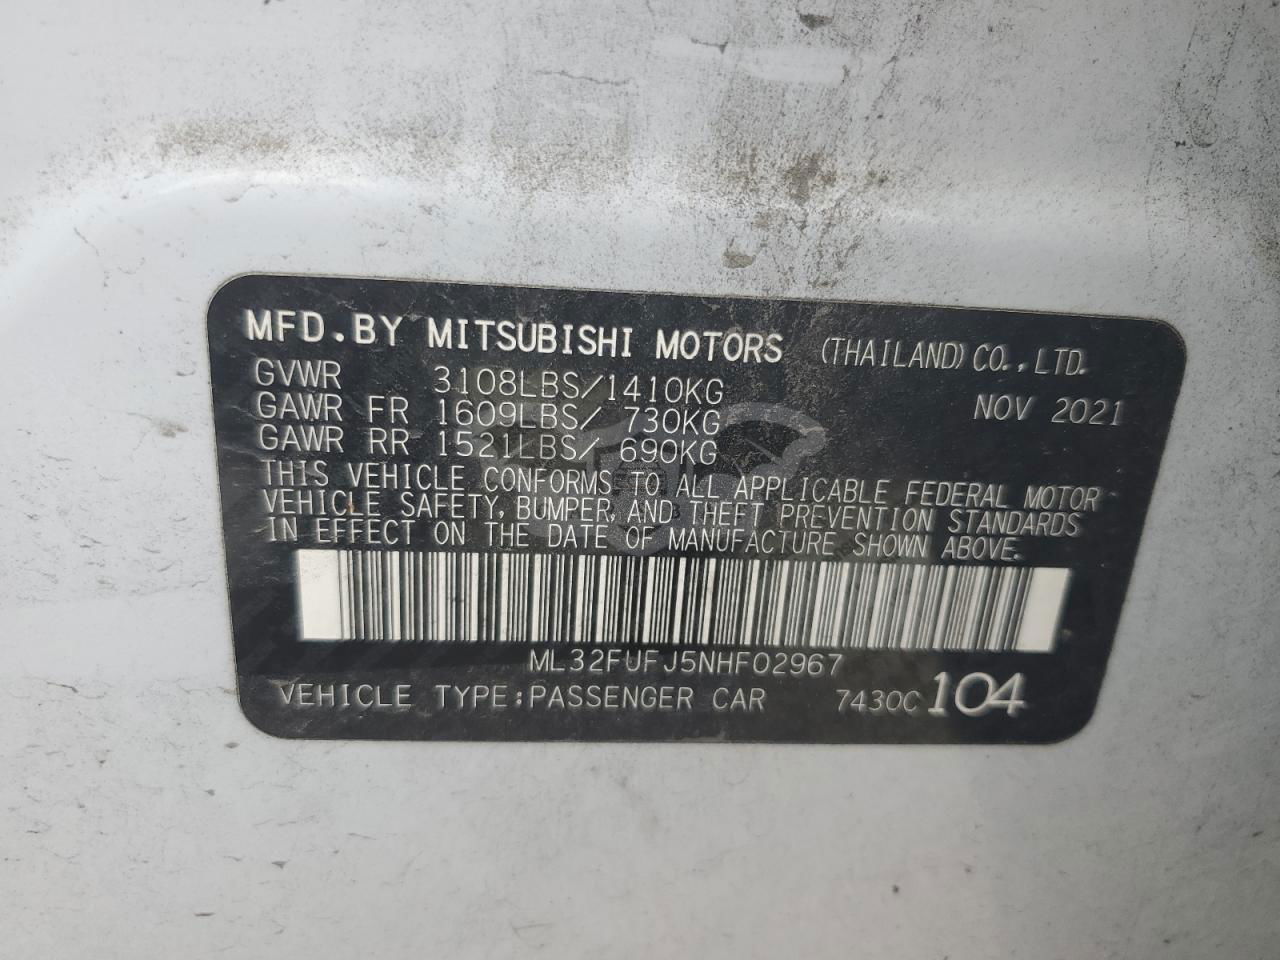 MFD.BY MITSUBISHI MOTORS (THAILAND) CO.,LTD.
GVWR 3108LBS/1410KG NOV 2021
GAWR FR 1609LBS/ 730KG
GAWR RR 1521LBS/ 690KG
THIS VEHICLE CONFORMS TO ALL APPLICABLE FEDERAL MOTOR
VEHICLE SAFETY, BUMPER, AND THEFT PREVENTION STANDARDS
IN EFFECT ON THE DATE OF MANUFACTURE SHOWN ABOVE.
ML32FUFJ5NHF02967
VEHICLE TYPE:PASSENGER CAR 7430C 104